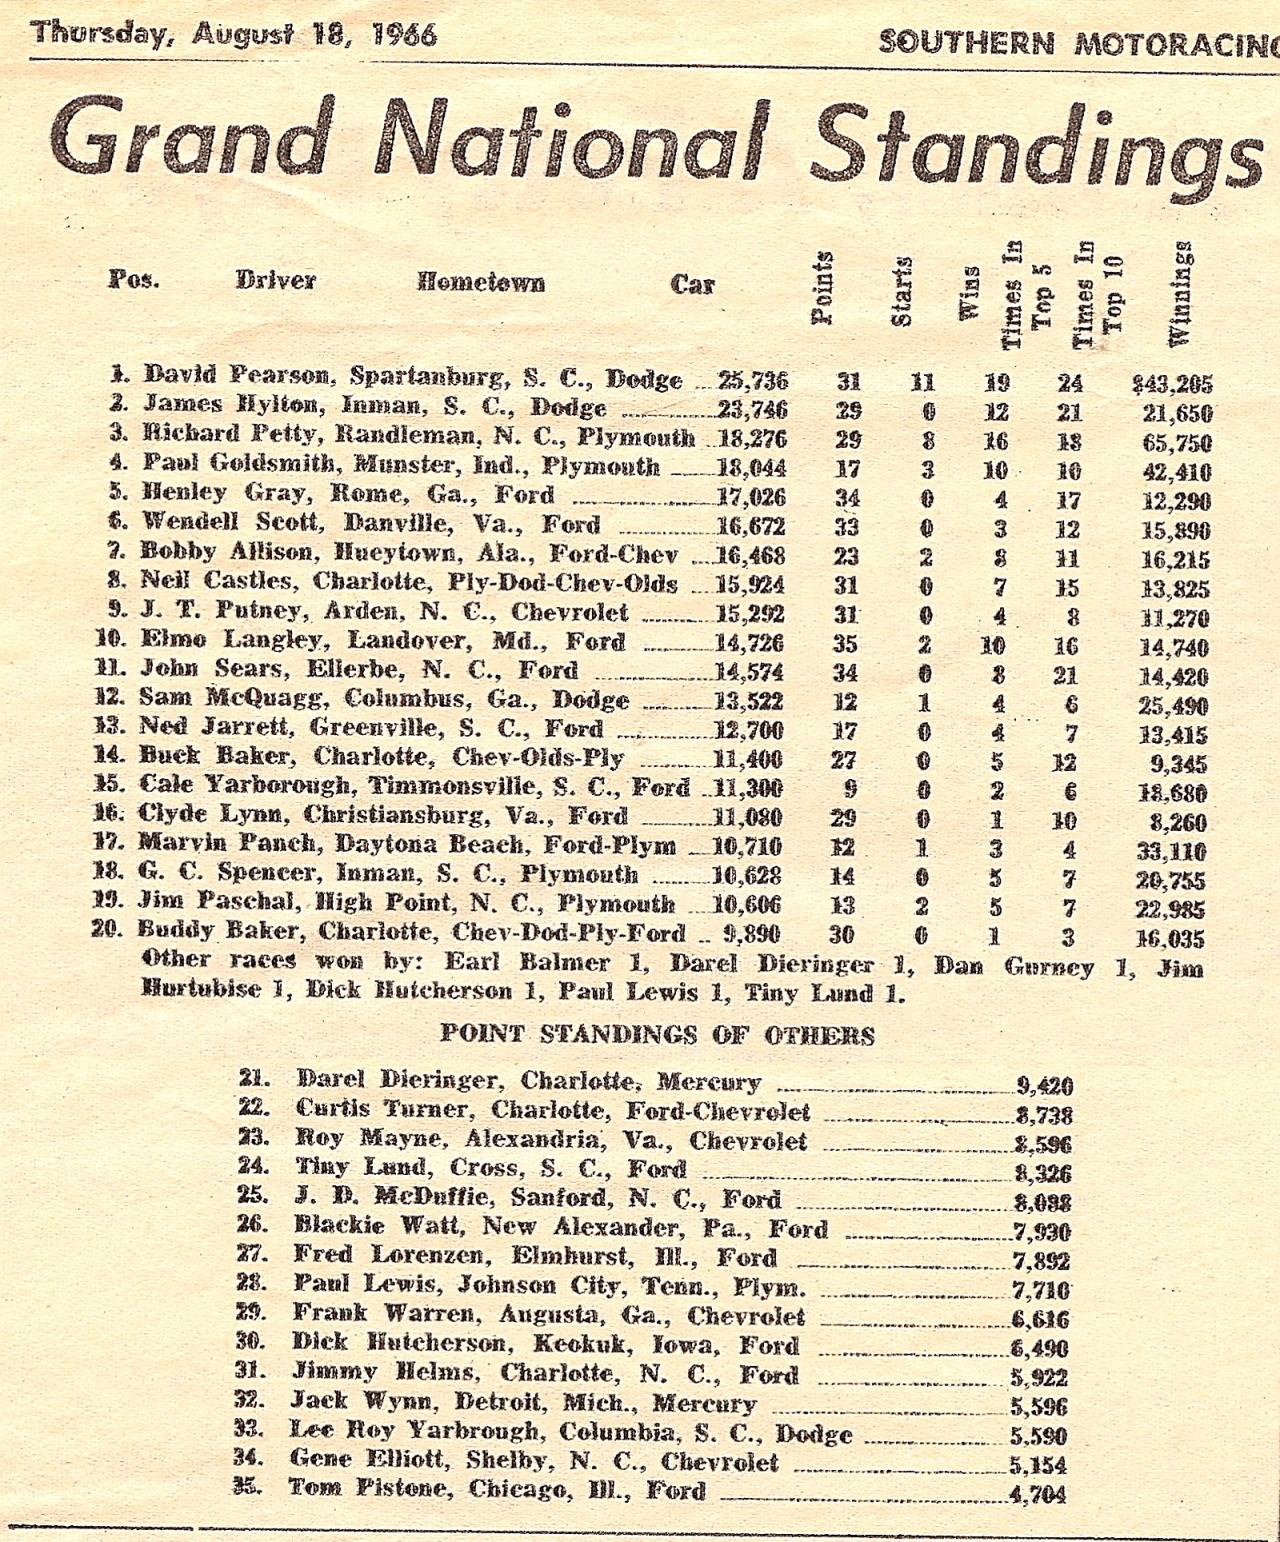 Thursday, August 18, 1966
SOUTHERN MOTORACING
Grand National Standings
Pos. Driver Hometown Car Points Starts Wins Times In Top 5 Times In Top 10 Winnings
1. David Pearson, Spartanburg, S. C., Dodge ... 25,736 31 11 19 24 $43,205
2. James Hylton, Inman, S. C., Dodge ............ 23,746 29 0 12 21 21,650
3. Richard Petty, Randleman, N. C., Plymouth .. 18,276 29 8 16 18 65,750
4. Paul Goldsmith, Munster, Ind., Plymouth ....... 18,044 17 3 10 10 42,410
5. Henley Gray, Rome, Ga., Ford .................. 17,026 34 0 4 17 12,290
6. Wendell Scott, Danville, Va., Ford ............ 16,672 33 0 3 12 15,890
7. Bobby Allison, Hueytown, Ala., Ford-Chev .... 16,468 23 2 8 11 16,215
8. Neil Castles, Charlotte, Ply-Dod-Chev-Olds ... 15,924 31 0 7 15 13,825
9. J. T. Putney, Arden, N. C., Chevrolet .......... 15,292 31 0 4 8 11,270
10. Elmo Langley, Landover, Md., Ford .......... 14,726 35 2 10 16 14,740
11. John Sears, Ellerbe, N. C., Ford ................ 14,574 34 0 8 21 14,420
12. Sam McQuagg, Columbus, Ga., Dodge .......... 13,522 12 1 4 6 25,490
13. Ned Jarrett, Greenville, S. C., Ford ............ 12,700 17 0 4 7 13,415
14. Buck Baker, Charlotte, Chev-Olds-Ply ............ 11,400 27 0 5 12 9,345
15. Cale Yarborough, Timmonsville, S. C., Ford .. 11,300 9 0 2 6 18,680
16. Clyde Lynn, Christiansburg, Va., Ford .......... 11,080 29 0 1 10 8,260
17. Marvin Panch, Daytona Beach, Ford-Plym ... 10,710 12 1 3 4 33,110
18. G. C. Spencer, Inman, S. C., Plymouth ......... 10,628 14 0 5 7 20,755
19. Jim Paschal, High Point, N. C., Plymouth ... 10,606 13 2 5 7 22,985
20. Buddy Baker, Charlotte, Chev-Dod-Ply-Ford .. 9,890 30 0 1 3 16,035
Other races won by: Earl Balmer 1, Darel Dieringer 1, Dan Gurney 1, Jim
Hurtubise 1, Dick Hutcherson 1, Paul Lewis 1, Tiny Lund 1.
POINT STANDINGS OF OTHERS
21. Darel Dieringer, Charlotte, Mercury .............................. 9,420
22. Curtis Turner, Charlotte, Ford-Chevrolet ........................ 8,738
23. Roy Mayne, Alexandria, Va., Chevrolet ........................ 8,596
24. Tiny Lund, Cross, S. C., Ford ...................................... 8,326
25. J. D. McDuffie, Sanford, N. C., Ford ............................ 8,098
26. Blackie Watt, New Alexander, Pa., Ford ...................... 7,930
27. Fred Lorenzen, Elmhurst, Ill., Ford ............................ 7,892
28. Paul Lewis, Johnson City, Tenn., Plym. ........................ 7,710
29. Frank Warren, Augusta, Ga., Chevrolet ........................ 6,616
30. Dick Hutcherson, Keokuk, Iowa, Ford ........................ 6,490
31. Jimmy Helms, Charlotte, N. C., Ford ........................ 5,922
32. Jack Wynn, Detroit, Mich., Mercury .............................. 5,596
33. Lee Roy Yarbrough, Columbia, S. C., Dodge .................. 5,590
34. Gene Elliott, Shelby, N. C., Chevrolet .......................... 5,154
35. Tom Pistone, Chicago, Ill., Ford .................................. 4,704